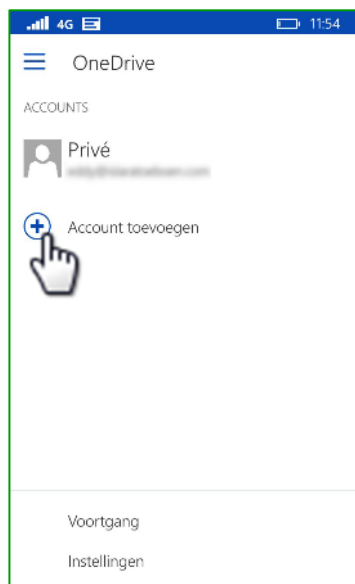 4G 11:54
OneDrive
ACCOUNTS
Privé
Account toevoegen
Voortgang
Instellingen